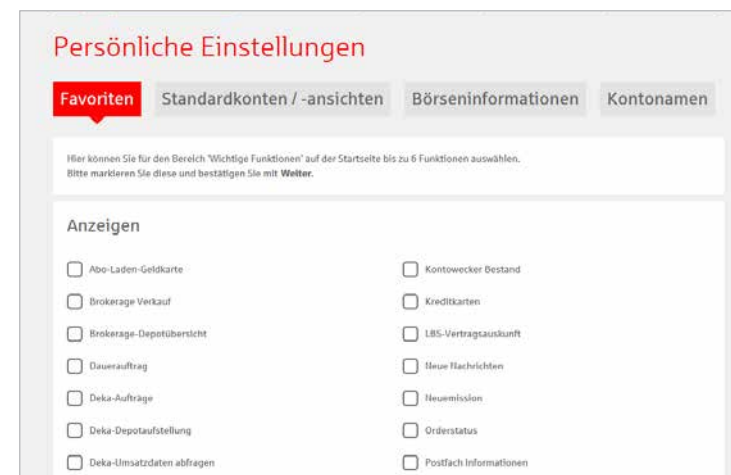 Persönliche Einstellungen
Favoriten Standardkonten / -ansichten Börseninformationen Kontonamen
Hier können Sie für den Bereich 'Wichtige Funktionen' auf der Startseite bis zu 6 Funktionen auswählen.
Bitte markieren Sie diese und bestätigen Sie mit Weiter.
Anzeigen
Abo-Laden-Geldkarte
Brokerage Verkauf
Brokerage-Depotübersicht
Dauerauftrag
Deka-Aufträge
Deka-Depotaufstellung
Deka-Umsatzdaten abfragen
Kontowecker Bestand
Kreditkarten
LBS-Vertragsauskunft
Neue Nachrichten
Neuemission
Orderstatus
Postfach Informationen